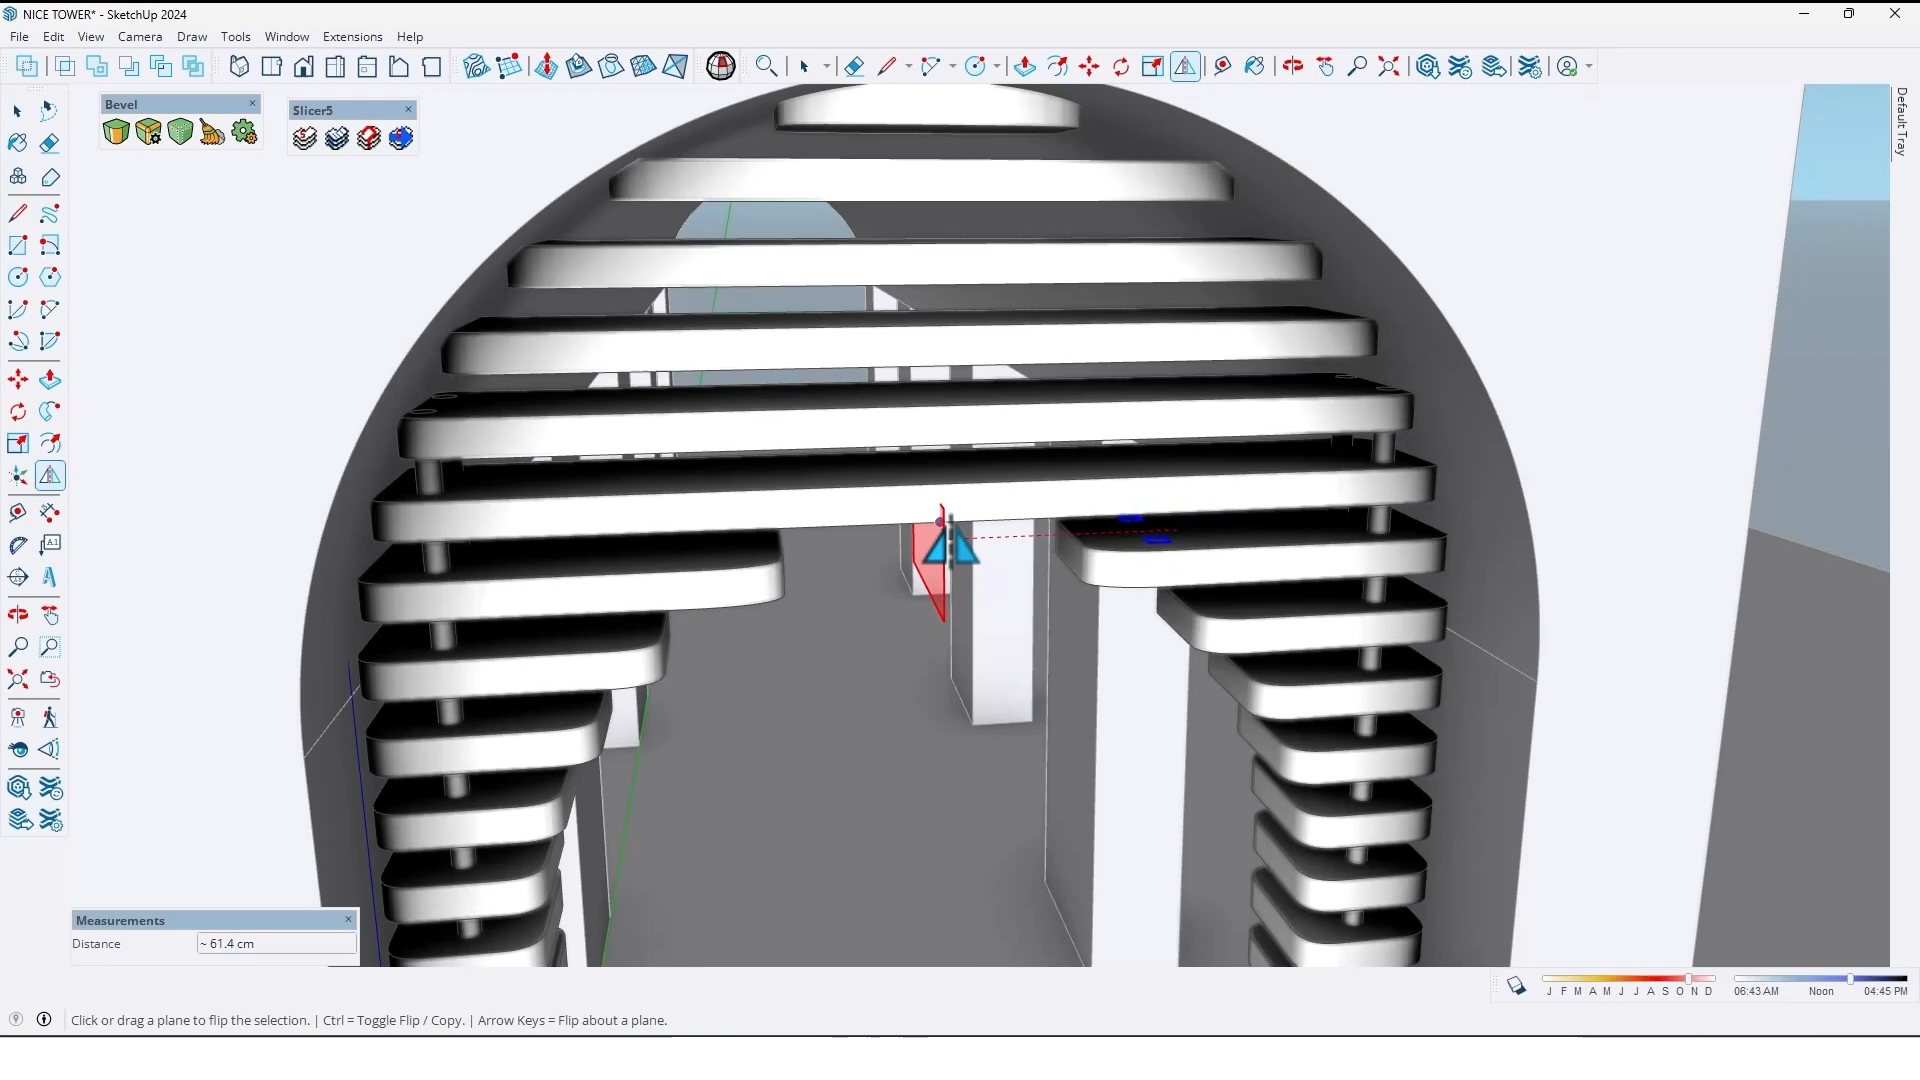 NICE TOWER* - SketchUp 2024
File Edit View Camera Draw Tools Window Extensions Help
Bevel
Slicer5
Default Tray
A1
Measurements
Distance ~ 61.4 cm
J F M A M J J A S O N D
06:43 AM Noon 04:45 PM
Click or drag a plane to flip the selection. | Ctrl = Toggle Flip / Copy. | Arrow Keys = Flip about a plane.